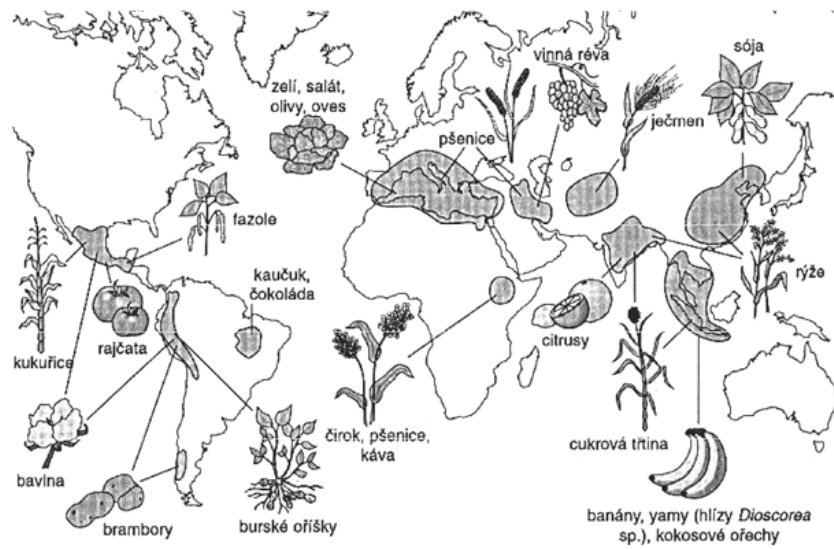 zelí, salát,
olivy, oves
pšenice
vinná réva
ječmen
sója
fazole
kaučuk,
čokoláda
kukuřice
rajčata
citrusy
rýže
bavlna
brambory
burské oříšky
čirok, pšenice,
káva
cukrová třtina
banány, yamy (hlízy Dioscorea
sp.), kokosové ořechy